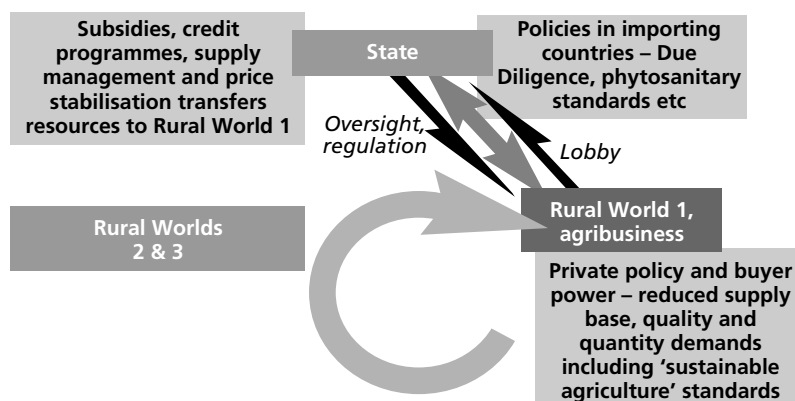 Subsidies, credit
programmes, supply
management and price
stabilisation transfers
resources to Rural World 1
State
Policies in importing
countries – Due
Diligence, phytosanitary
standards etc
Oversight,
regulation
Lobby
Rural Worlds
2 & 3
Rural World 1,
agribusiness
Private policy and buyer
power – reduced supply
base, quality and
quantity demands
including ‘sustainable
agriculture’ standards